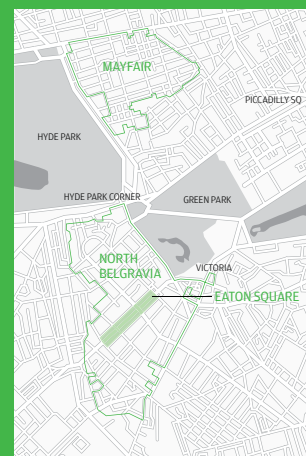 MAYFAIR
PICCADILLY SQ
HYDE PARK
HYDE PARK CORNER
GREEN PARK
NORTH
BELGRAVIA
VICTORIA
EATON SQUARE